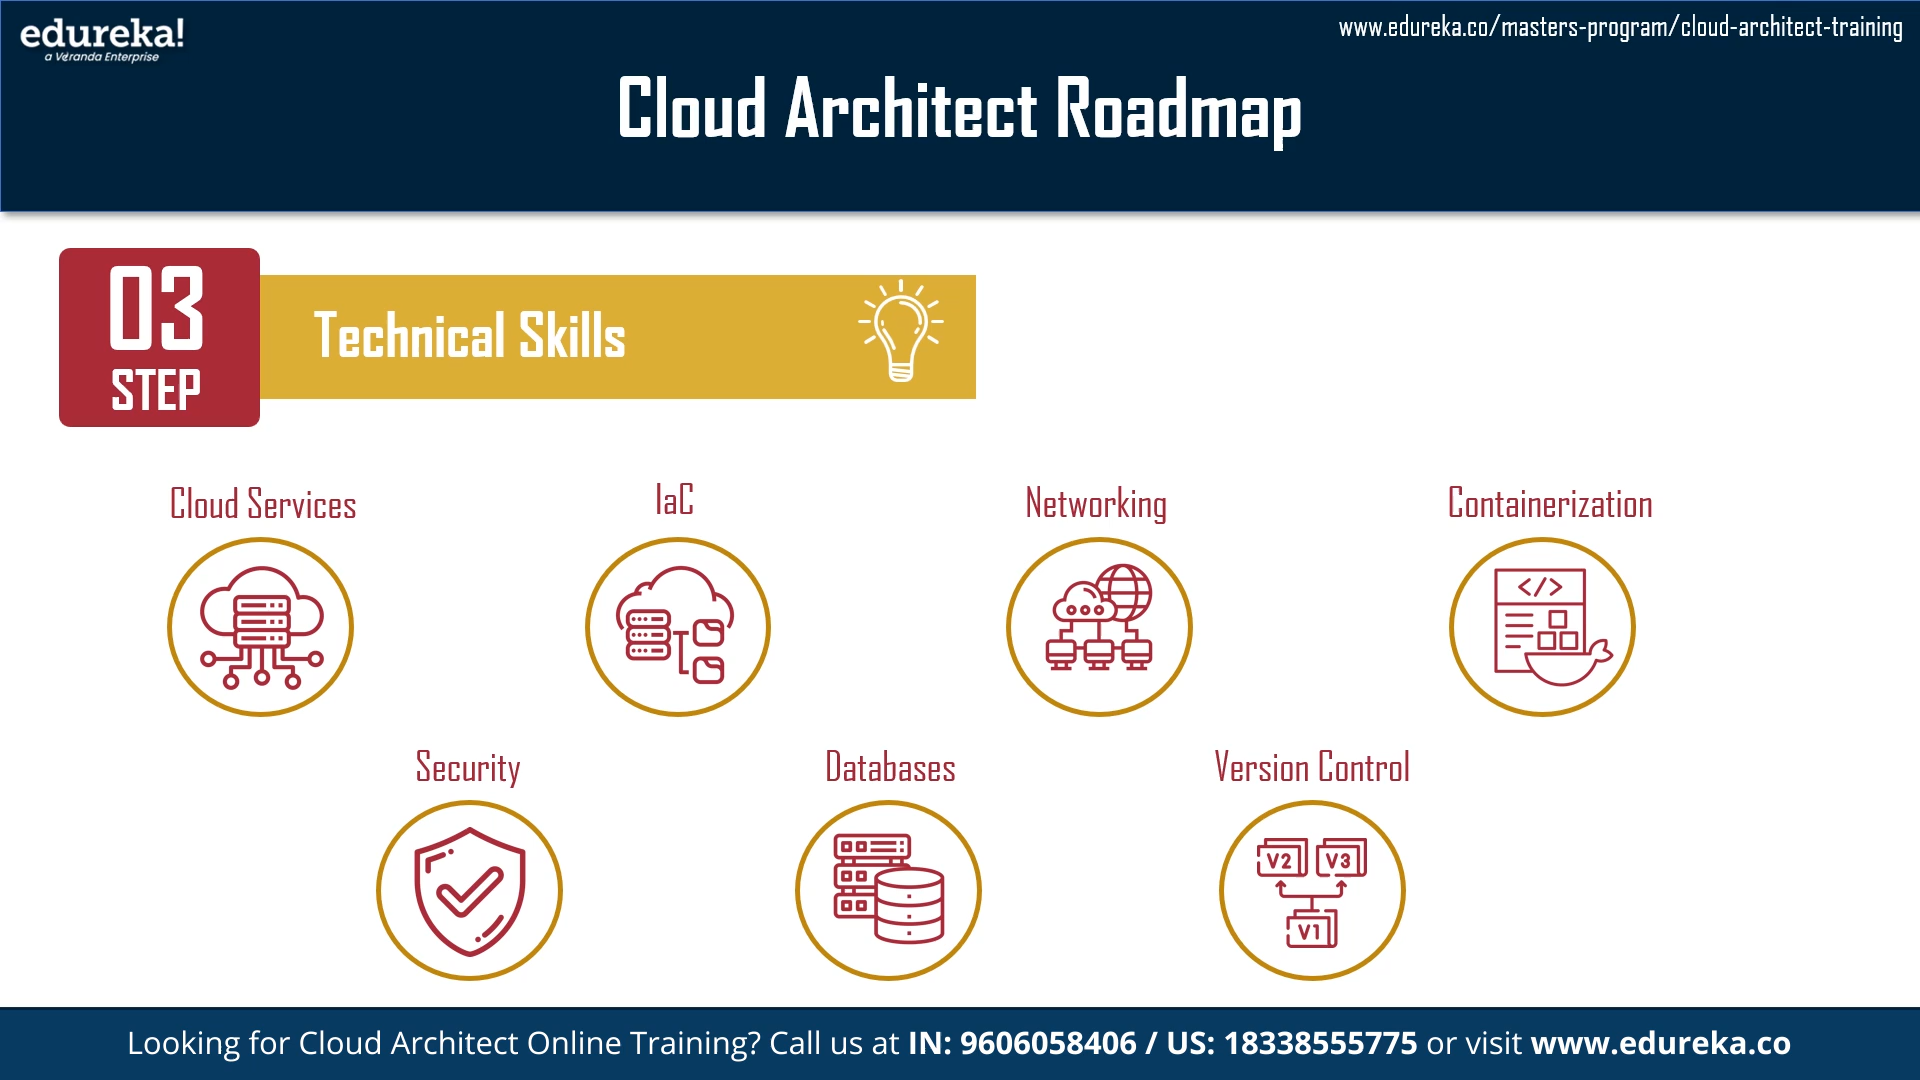 edureka!
a Veranda Enterprise
www.edureka.co/masters-program/cloud-architect-training
Cloud Architect Roadmap
03
STEP
Technical Skills
Cloud Services
IaC
Networking
Containerization
</>
Security
Databases
Version Control
V2
V3
V1
Looking for Cloud Architect Online Training? Call us at IN: 9606058406 / US: 18338555775 or visit www.edureka.co